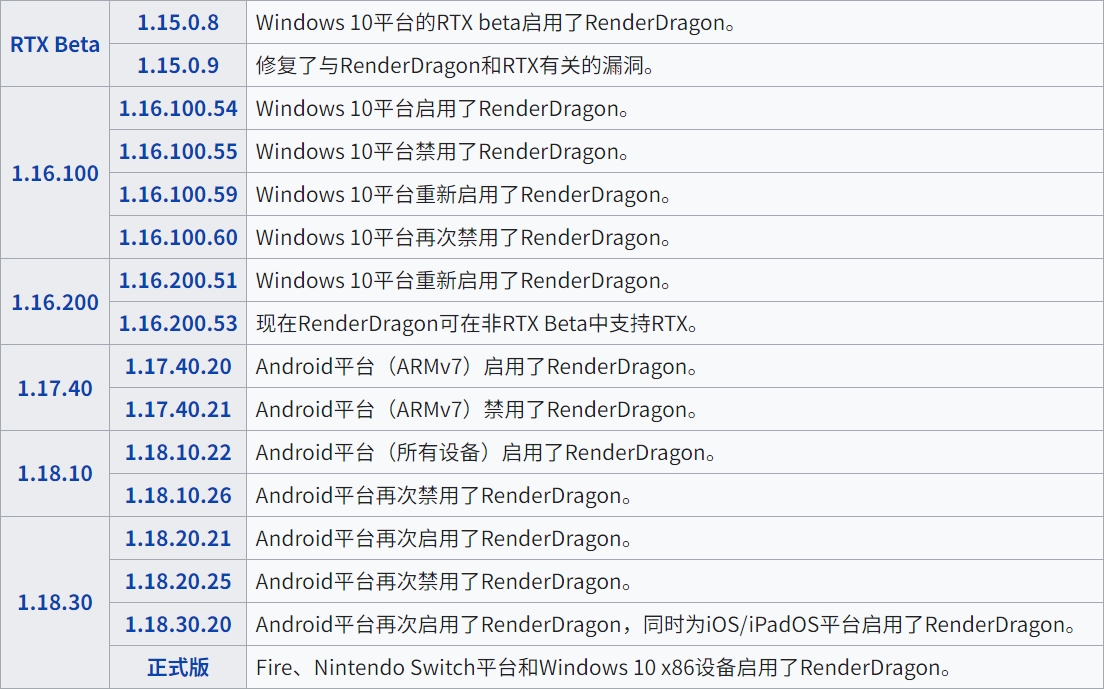 RTX Beta
1.15.0.8 Windows 10平台的RTX beta启用了RenderDragon。
1.15.0.9 修复了与RenderDragon和RTX有关的漏洞。
1.16.100
1.16.100.54 Windows 10平台启用了RenderDragon。
1.16.100.55 Windows 10平台禁用了RenderDragon。
1.16.100.59 Windows 10平台重新启用了RenderDragon。
1.16.100.60 Windows 10平台再次禁用了RenderDragon。
1.16.200
1.16.200.51 Windows 10平台重新启用了RenderDragon。
1.16.200.53 现在RenderDragon可在非RTX Beta中支持RTX。
1.17.40
1.17.40.20 Android平台（ARMv7）启用了RenderDragon。
1.17.40.21 Android平台（ARMv7）禁用了RenderDragon。
1.18.10
1.18.10.22 Android平台（所有设备）启用了RenderDragon。
1.18.10.26 Android平台再次禁用了RenderDragon。
1.18.30
1.18.20.21 Android平台再次启用了RenderDragon。
1.18.20.25 Android平台再次禁用了RenderDragon。
1.18.30.20 Android平台再次启用了RenderDragon，同时为iOS/iPadOS平台启用了RenderDragon。
正式版 Fire、Nintendo Switch平台和Windows 10 x86设备启用了RenderDragon。